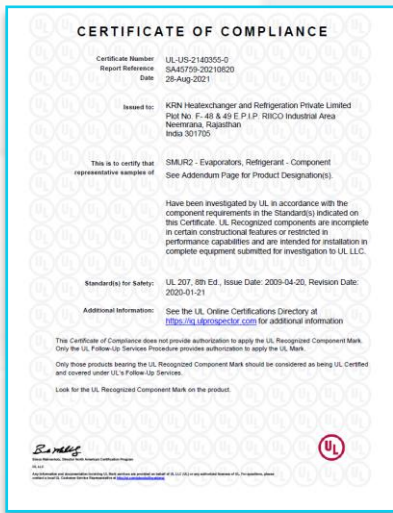 CERTIFICATE OF COMPLIANCE
Certificate Number UL-US-2140355-0
Report Reference SA45759-20210820
Date 28-Aug-2021
Issued to: KRN Heatexchanger and Refrigeration Private Limited
Plot No. F- 48 & 49 E.P.I.P. RIICO Industrial Area
Neemrana, Rajasthan
India 301705
This is to certify that SMUR2 - Evaporators, Refrigerant - Component
representative samples of See Addendum Page for Product Designation(s).
Have been investigated by UL in accordance with the
component requirements in the Standard(s) indicated on
this Certificate. UL Recognized components are incomplete
in certain constructional features or restricted in
performance capabilities and are intended for installation in
complete equipment submitted for investigation to UL LLC.
Standard(s) for Safety: UL 207, 8th Ed., Issue Date: 2009-04-20, Revision Date:
2020-01-21
Additional Information: See the UL Online Certifications Directory at
https://iq.ulprospector.com for additional information
This Certificate of Compliance does not provide authorization to apply the UL Recognized Component Mark.
Only the UL Follow-Up Services Procedure provides authorization to apply the UL Mark.
Only those products bearing the UL Recognized Component Mark should be considered as being UL Certified
and covered under UL's Follow-Up Services.
Look for the UL Recognized Component Mark on the product.
UL